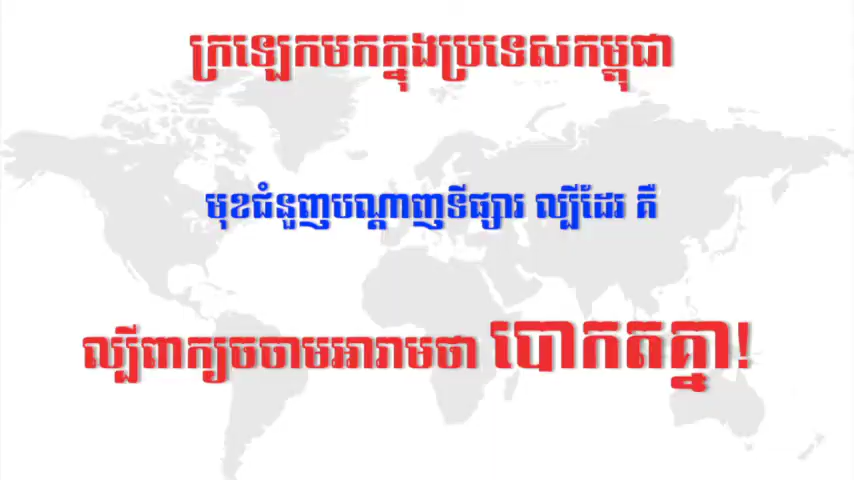 ក្រឡេកមកក្នុងប្រទេសកម្ពុជា
មុខជំនួញបណ្តាញទីផ្សារ ល្បីដែរ គឺ
ល្បីពាក្យចចាមអារាមថា បោកតគ្នា!